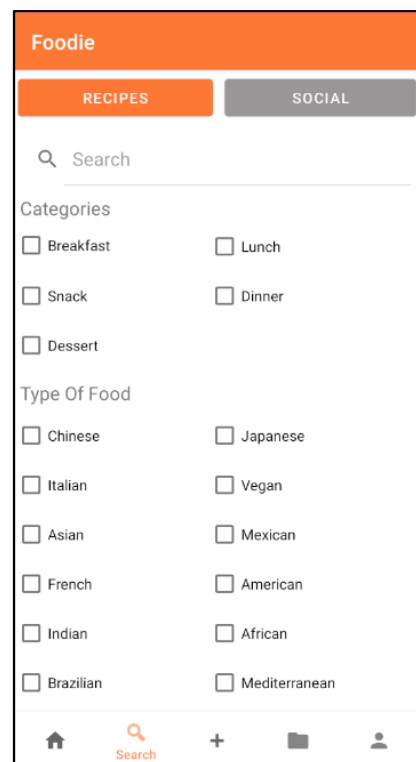 Foodie
RECIPES SOCIAL
Search
Categories
Breakfast Lunch
Snack Dinner
Dessert
Type Of Food
Chinese Japanese
Italian Vegan
Asian Mexican
French American
Indian African
Brazilian Mediterranean
Search